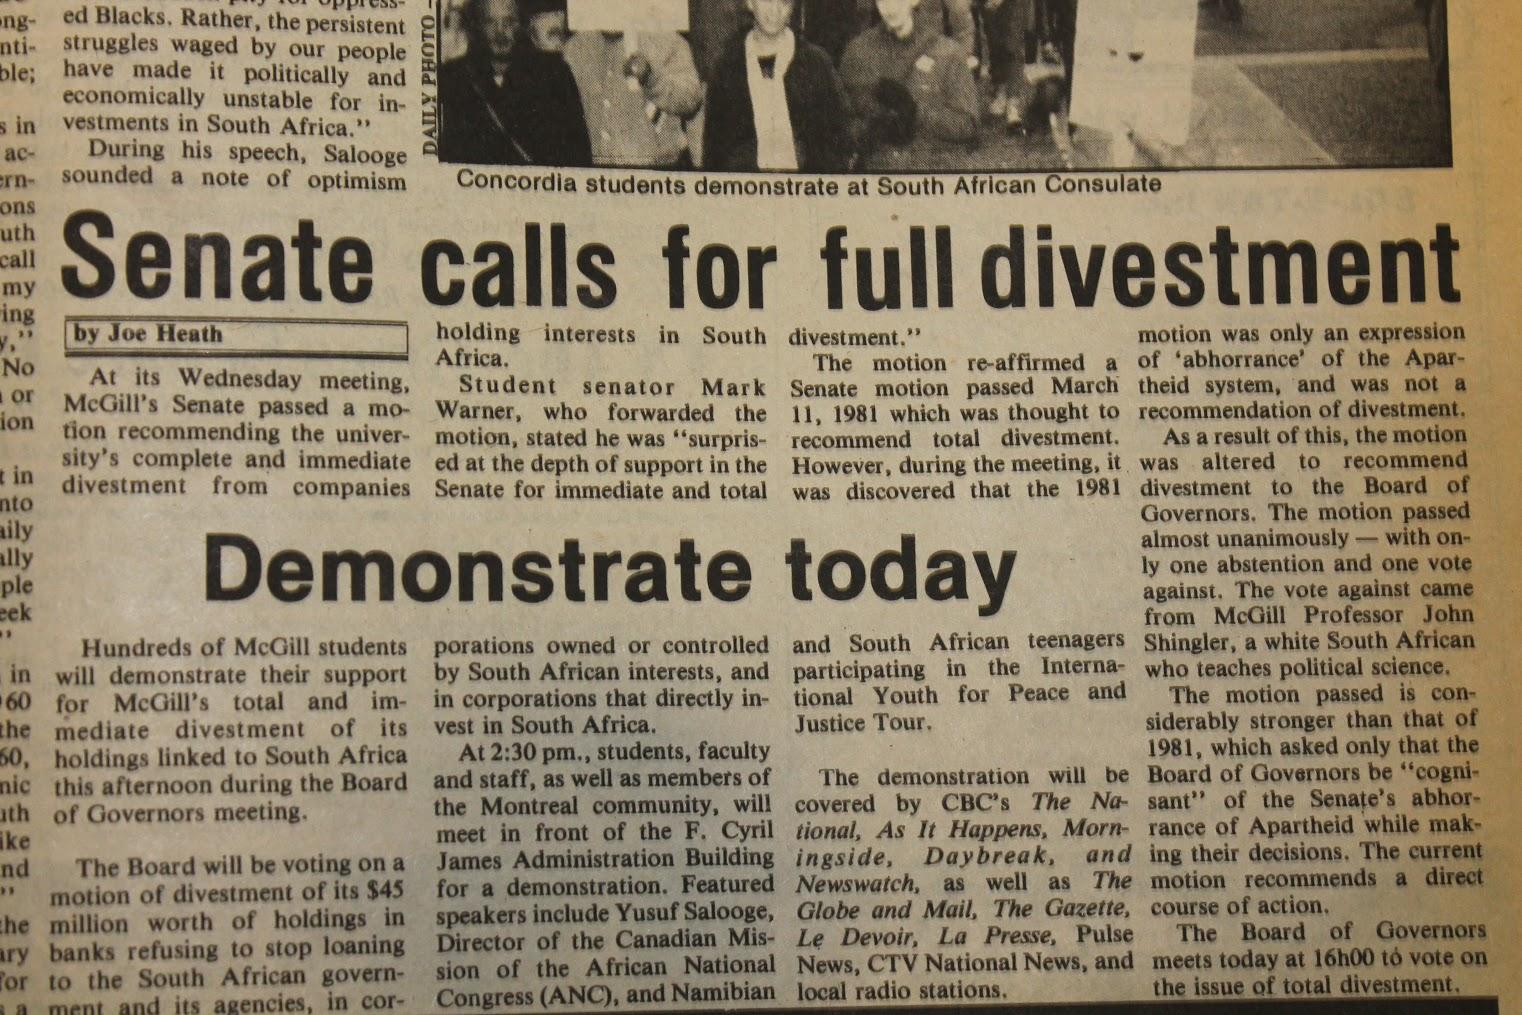 ed Blacks. Rather, the persistent
struggles waged by our people
have made it politically and
economically unstable for in-
vestments in South Africa.”
During his speech, Salooge
sounded a note of optimism
DAILY PHOTO
Concordia students demonstrate at South African Consulate
Senate calls for full divestment
by Joe Heath
At its Wednesday meeting,
McGill’s Senate passed a mo-
tion recommending the univer-
sity’s complete and immediate
divestment from companies
holding interests in South
Africa.
Student senator Mark
Warner, who forwarded the
motion, stated he was “surpris-
ed at the depth of support in the
Senate for immediate and total
divestment.”
The motion re-affirmed a
Senate motion passed March
11, 1981 which was thought to
recommend total divestment.
However, during the meeting, it
was discovered that the 1981
motion was only an expression
of ‘abhorrance’ of the Apar-
theid system, and was not a
recommendation of divestment.
As a result of this, the motion
was altered to recommend
divestment to the Board of
Governors. The motion passed
almost unanimously — with on-
ly one abstention and one vote
against. The vote against came
from McGill Professor John
Shingler, a white South African
who teaches political science.
The motion passed is con-
siderably stronger than that of
1981, which asked only that the
Board of Governors be “cogni-
sant” of the Senate’s abhor-
rance of Apartheid while mak-
ing their decisions. The current
motion recommends a direct
course of action.
The Board of Governors
meets today at 16h00 to vote on
the issue of total divestment.
Demonstrate today
Hundreds of McGill students
will demonstrate their support
for McGill’s total and im-
mediate divestment of its
holdings linked to South Africa
this afternoon during the Board
of Governors meeting.
The Board will be voting on a
motion of divestment of its $45
million worth of holdings in
banks refusing to stop loaning
to the South African govern-
ment and its agencies, in cor-
porations owned or controlled
by South African interests, and
in corporations that directly in-
vest in South Africa.
At 2:30 pm., students, faculty
and staff, as well as members of
the Montreal community, will
meet in front of the F. Cyril
James Administration Building
for a demonstration. Featured
speakers include Yusuf Salooge,
Director of the Canadian Mis-
sion of the African National
Congress (ANC), and Namibian
and South African teenagers
participating in the Interna-
tional Youth for Peace and
Justice Tour.
The demonstration will be
covered by CBC’s The Na-
tional, As It Happens, Morn-
ingside, Daybreak, and
Newswatch, as well as The
Globe and Mail, The Gazette,
Le Devoir, La Presse, Pulse
News, CTV National News, and
local radio stations.